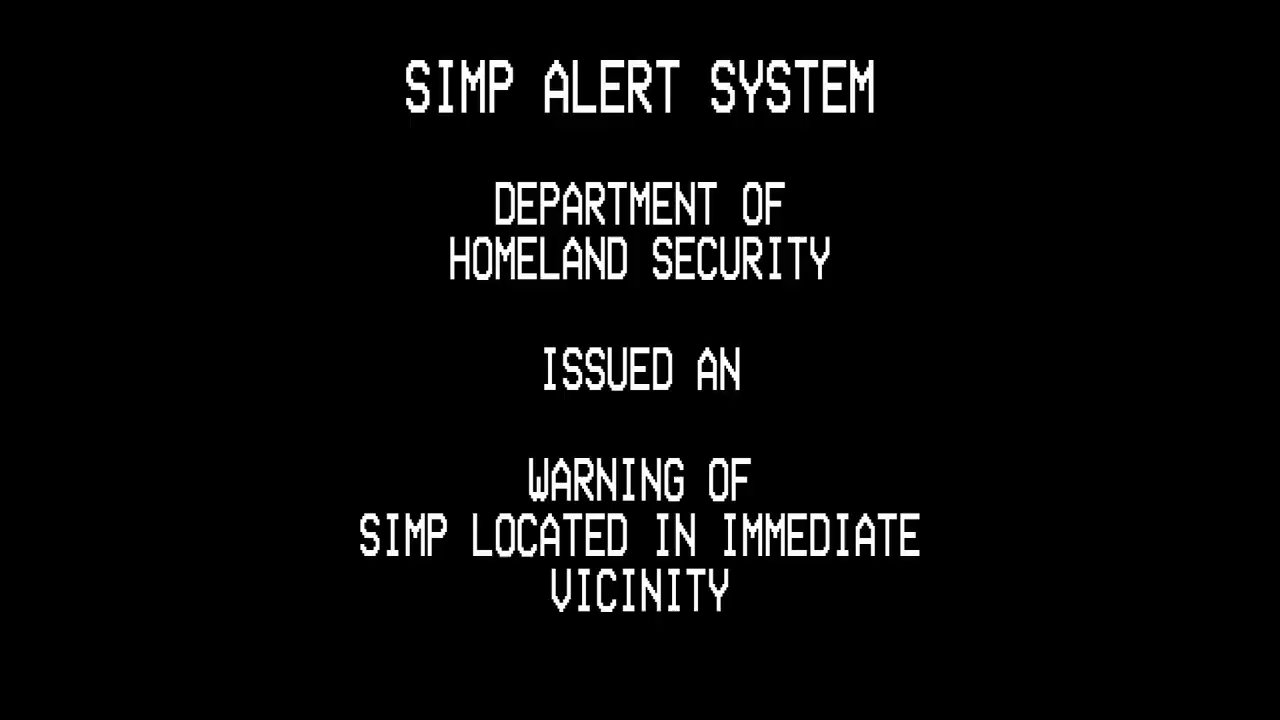 SIMP ALERT SYSTEM
DEPARTMENT OF
HOMELAND SECURITY
ISSUED AN
WARNING OF
SIMP LOCATED IN IMMEDIATE
VICINITY